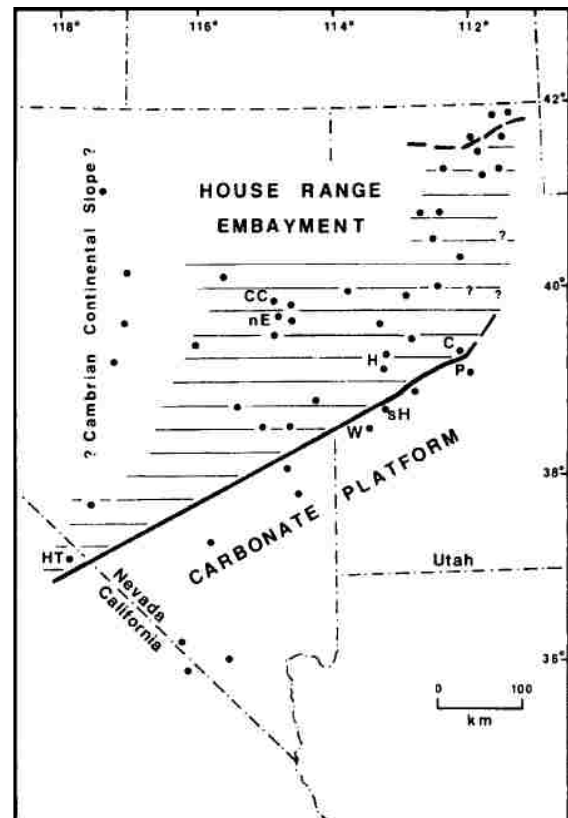 118° 116° 114° 112°
42°
? Cambrian Continental Slope ?
HOUSE RANGE
EMBAYMENT
?
40°
CC
? ?
nE
C
H
P
sH
W
38°
CARBONATE PLATFORM
HT
Utah
Nevada
California
36°
0 100
km